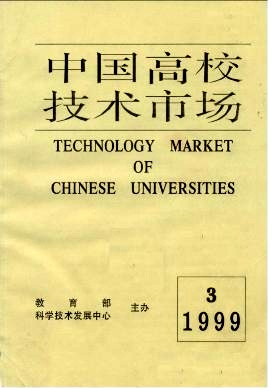 中国高校
技术市场
TECHNOLOGY MARKET
OF
CHINESE UNIVERSITIES
教育部
科学技术发展中心
主办
3
1999